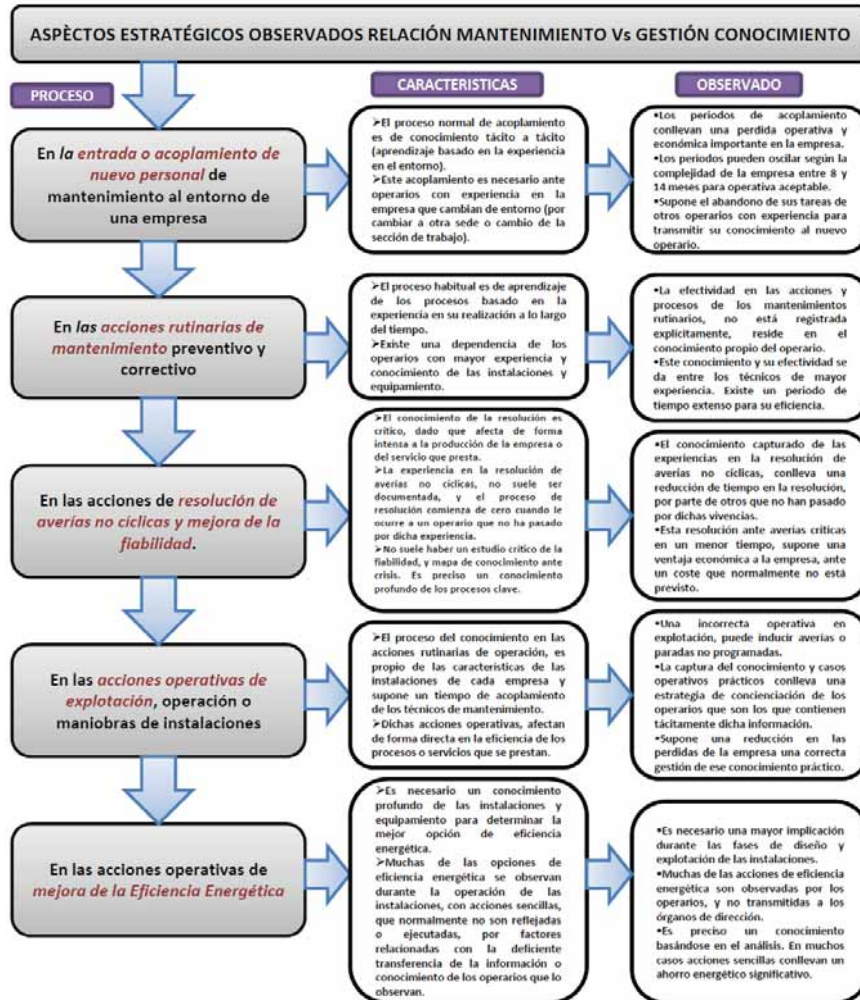 ASPÈCTOS ESTRATÉGICOS OBSERVADOS RELACIÓN MANTENIMIENTO Vs GESTIÓN CONOCIMIENTO
PROCESO
CARACTERISTICAS
OBSERVADO
En la entrada o acoplamiento de
nuevo personal de
mantenimiento al entorno de
una empresa
➢El proceso normal de acoplamiento
es de conocimiento tácito a tácito
(aprendizaje basado en la experiencia
en el entorno).
➢Este acoplamiento es necesario ante
operarios con experiencia en la
empresa que cambian de entorno (por
cambiar a otra sede o cambio de la
sección de trabajo).
•Los periodos de acoplamiento
conllevan una perdida operativa y
económica importante en la empresa.
•Los periodos pueden oscilar según la
complejidad de la empresa entre 8 y
14 meses para operativa aceptable.
•Supone el abandono de sus tareas de
otros operarios con experiencia para
transmitir su conocimiento al nuevo
operario.
En las acciones rutinarias de
mantenimiento preventivo y
correctivo
➢El proceso habitual es de aprendizaje
de los procesos basado en la
experiencia en su realización a lo largo
del tiempo.
➢Existe una dependencia de los
operarios con mayor experiencia y
conocimiento de las instalaciones y
equipamiento.
•La efectividad en las acciones y
procesos de los mantenimientos
rutinarios, no está registrada
explícitamente, reside en el
conocimiento propio del operario.
•Este conocimiento y su efectividad se
da entre los técnicos de mayor
experiencia. Existe un periodo de
tiempo extenso para su eficiencia.
En las acciones de resolución de
averías no cíclicas y mejora de la
fiabilidad.
➢El conocimiento de la resolución es
crítico, dado que afecta de forma
intensa a la producción de la empresa o
del servicio que presta.
➢La experiencia en la resolución de
averías no cíclicas, no suele ser
documentada, y el proceso de
resolución comienza de cero cuando le
ocurre a un operario que no ha pasado
por dicha experiencia.
➢No suele haber un estudio crítico de la
fiabilidad, y mapa de conocimiento ante
crisis. Es preciso un conocimiento
profundo de los procesos clave.
•El conocimiento capturado de las
experiencias en la resolución de
averías no cíclicas, conlleva una
reducción de tiempo en la resolución,
por parte de otros que no han pasado
por dichas vivencias.
•Esta resolución ante averías criticas
en un menor tiempo, supone una
ventaja económica a la empresa, ante
un coste que normalmente no está
previsto.
En las acciones operativas de
explotación, operación o
maniobras de instalaciones
➢El proceso del conocimiento en las
acciones rutinarias de operación, es
propio de las características de las
instalaciones de cada empresa y
supone un tiempo de acoplamiento
de los técnicos de mantenimiento.
➢Dichas acciones operativas, afectan
de forma directa en la eficiencia de los
procesos o servicios que se prestan.
•Una incorrecta operativa en
explotación, puede inducir averías o
paradas no programadas.
•La captura del conocimiento y casos
operativos prácticos conlleva una
estrategia de concienciación de los
operarios que son los que contienen
tácitamente dicha información.
•Supone una reducción en las
perdidas de la empresa una correcta
gestión de ese conocimiento práctico.
En las acciones operativas de
mejora de la Eficiencia Energética
➢Es necesario un conocimiento
profundo de las instalaciones y
equipamiento para determinar la
mejor opción de eficiencia
energética.
➢Muchas de las opciones de
eficiencia energética se observan
durante la operación de las
instalaciones, con acciones sencillas,
que normalmente no son reflejadas
o ejecutadas, por factores
relacionadas con la deficiente
transferencia de la información o
conocimiento de los operarios que lo
observan.
•Es necesario una mayor implicación
durante las fases de diseño y
explotación de las instalaciones.
•Muchas de las acciones de eficiencia
energética son observadas por los
operarios, y no transmitidas a los
órganos de dirección.
•Es preciso un conocimiento
basándose en el análisis. En muchos
casos acciones sencillas conllevan un
ahorro energético significativo.